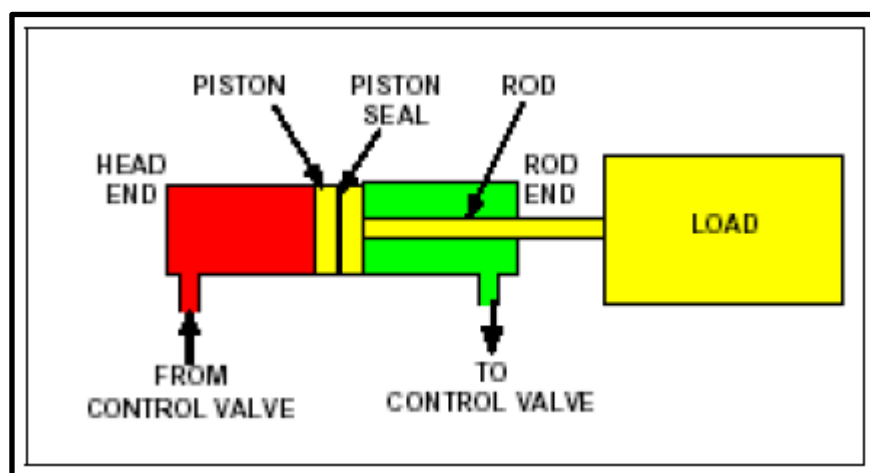 PISTON
PISTON
SEAL
ROD
HEAD
END
ROD
END
LOAD
FROM
CONTROL VALVE
TO
CONTROL VALVE